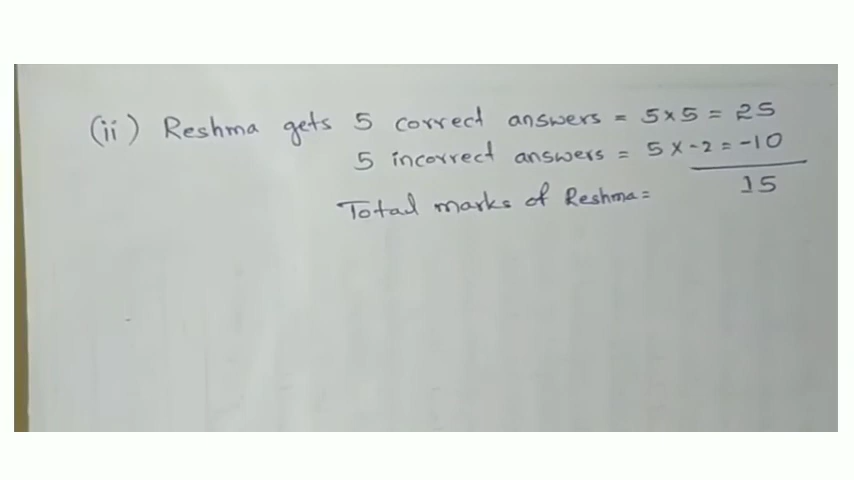 (ii) Reshma gets 5 correct answers = 5 × 5 = 25
5 incorrect answers = 5 × -2 = -10
Total marks of Reshma = 15